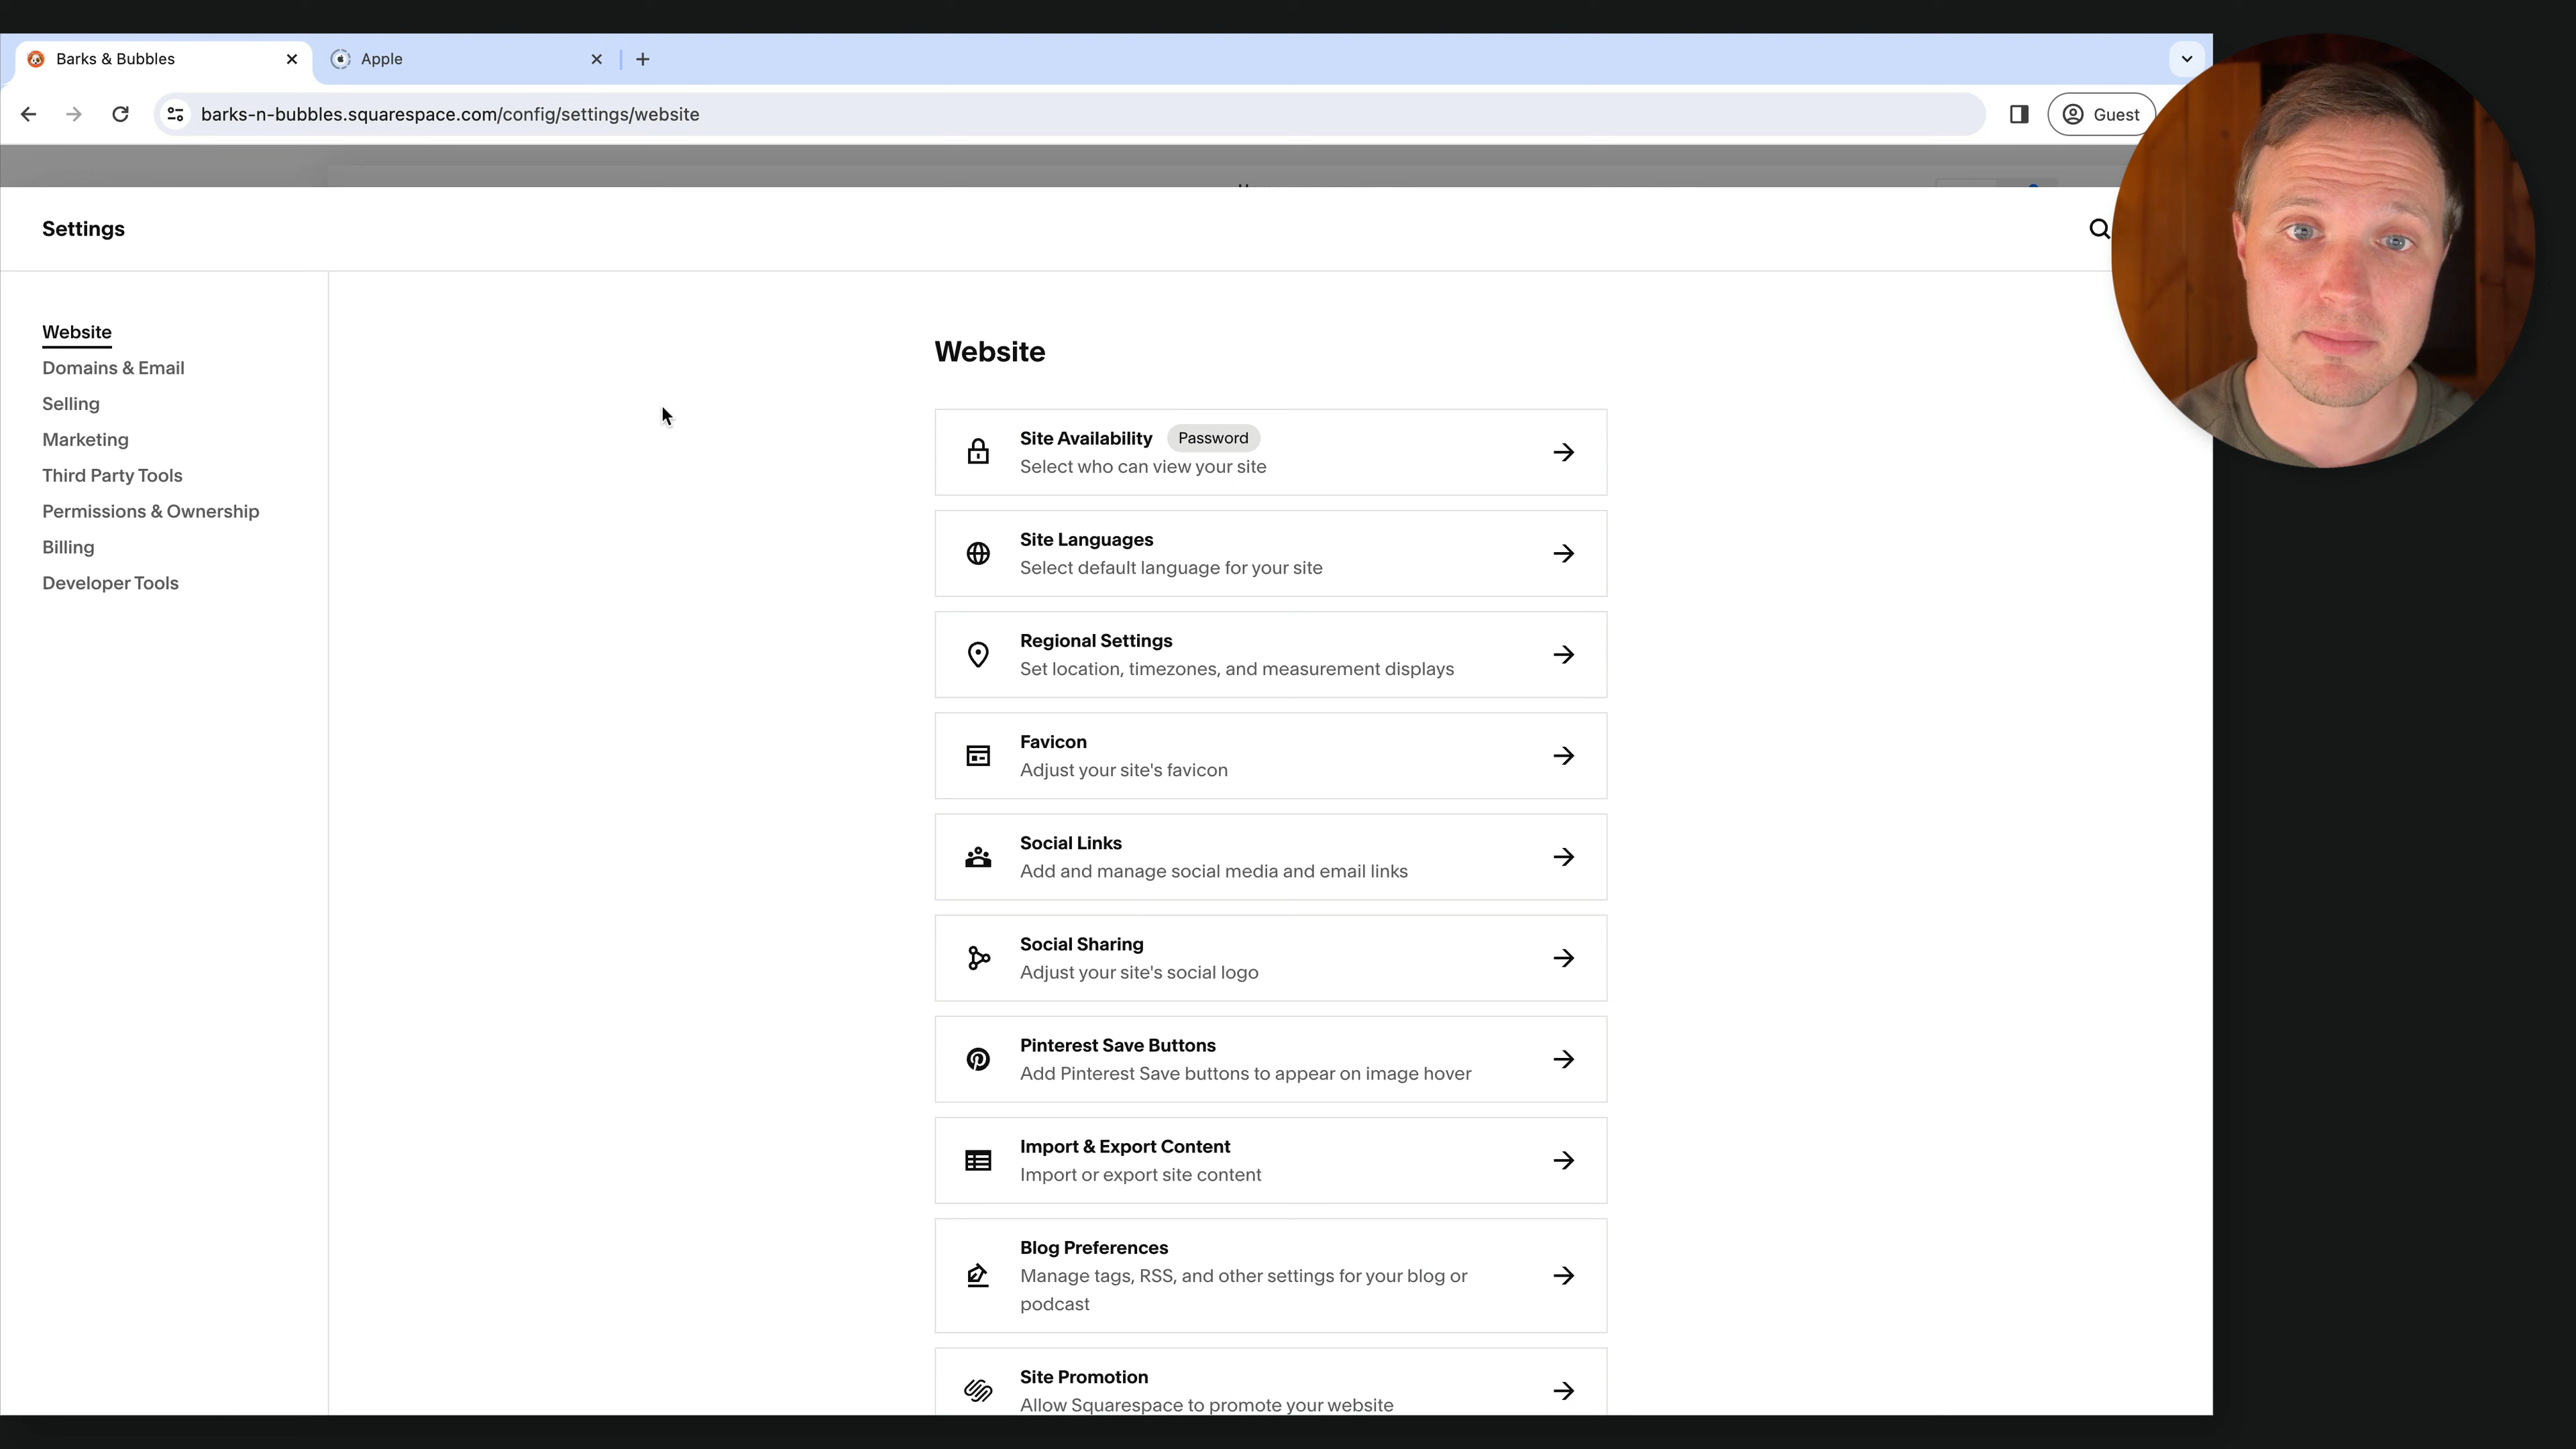 Barks & Bubbles
Apple
barks-n-bubbles.squarespace.com/config/settings/website
Guest
Settings
Website
Domains & Email
Selling
Marketing
Third Party Tools
Permissions & Ownership
Billing
Developer Tools
Website
Site Availability Password
Select who can view your site
Site Languages
Select default language for your site
Regional Settings
Set location, timezones, and measurement displays
Favicon
Adjust your site's favicon
Social Links
Add and manage social media and email links
Social Sharing
Adjust your site's social logo
Pinterest Save Buttons
Add Pinterest Save buttons to appear on image hover
Import & Export Content
Import or export site content
Blog Preferences
Manage tags, RSS, and other settings for your blog or
podcast
Site Promotion
Allow Squarespace to promote your website